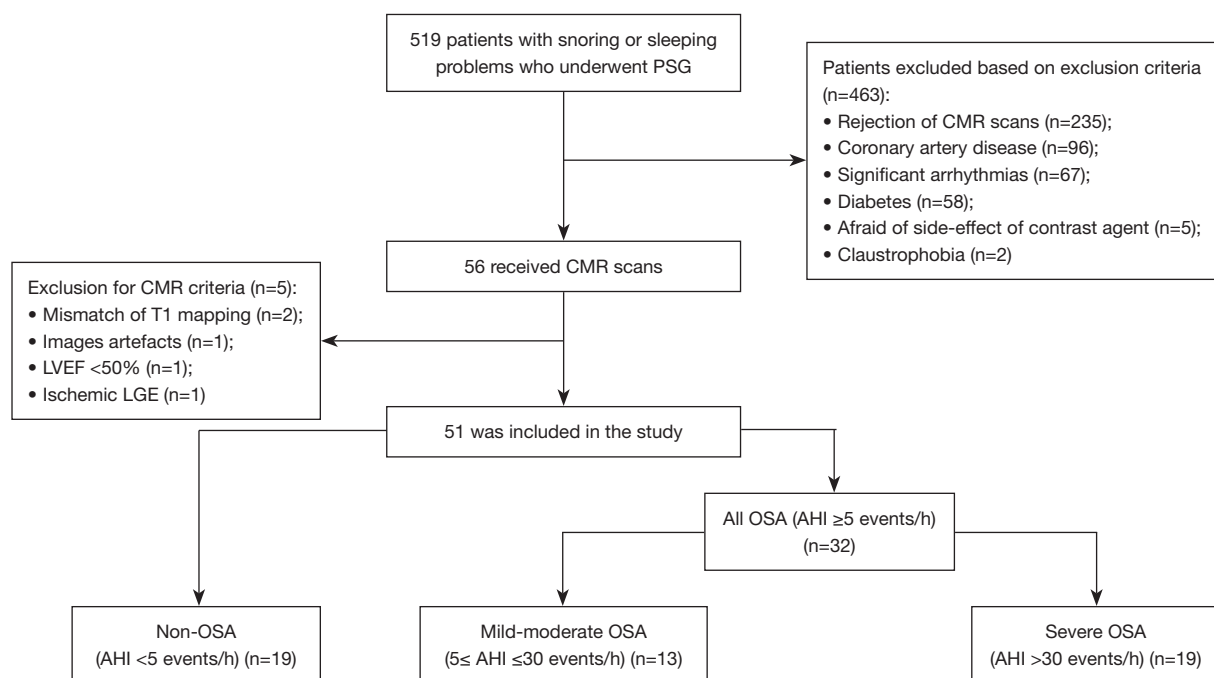 519 patients with snoring or sleeping
problems who underwent PSG
Patients excluded based on exclusion criteria
(n=463):
• Rejection of CMR scans (n=235);
• Coronary artery disease (n=96);
• Significant arrhythmias (n=67);
• Diabetes (n=58);
• Afraid of side-effect of contrast agent (n=5);
• Claustrophobia (n=2)
56 received CMR scans
Exclusion for CMR criteria (n=5):
• Mismatch of T1 mapping (n=2);
• Images artefacts (n=1);
• LVEF <50% (n=1);
• Ischemic LGE (n=1)
51 was included in the study
All OSA (AHI ≥5 events/h)
(n=32)
Non-OSA
(AHI <5 events/h) (n=19)
Mild-moderate OSA
(5≤ AHI ≤30 events/h) (n=13)
Severe OSA
(AHI >30 events/h) (n=19)